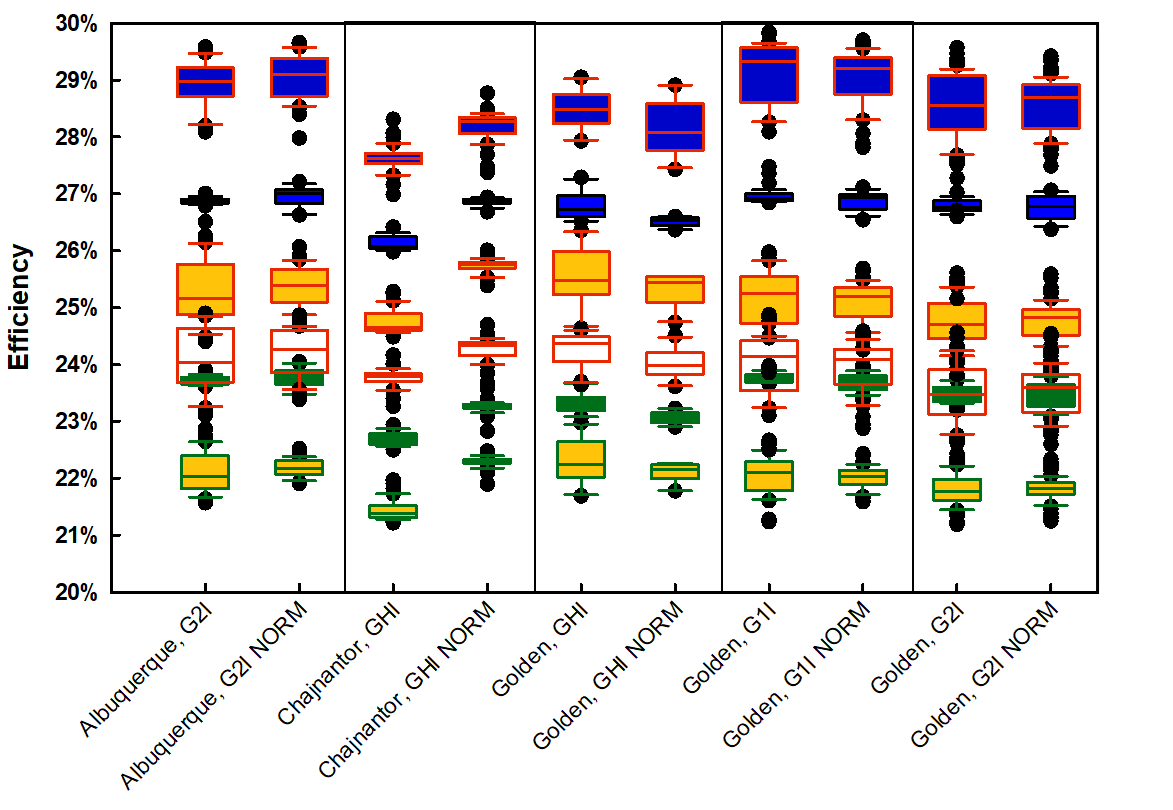 30%
29%
28%
27%
26%
25%
24%
23%
22%
21%
20%
Efficiency
Albuquerque, G2I
Albuquerque, G2I NORM
Chajnantor, GHI
Chajnantor, GHI NORM
Golden, GHI
Golden, GHI NORM
Golden, G1I
Golden, G1I NORM
Golden, G2I
Golden, G2I NORM